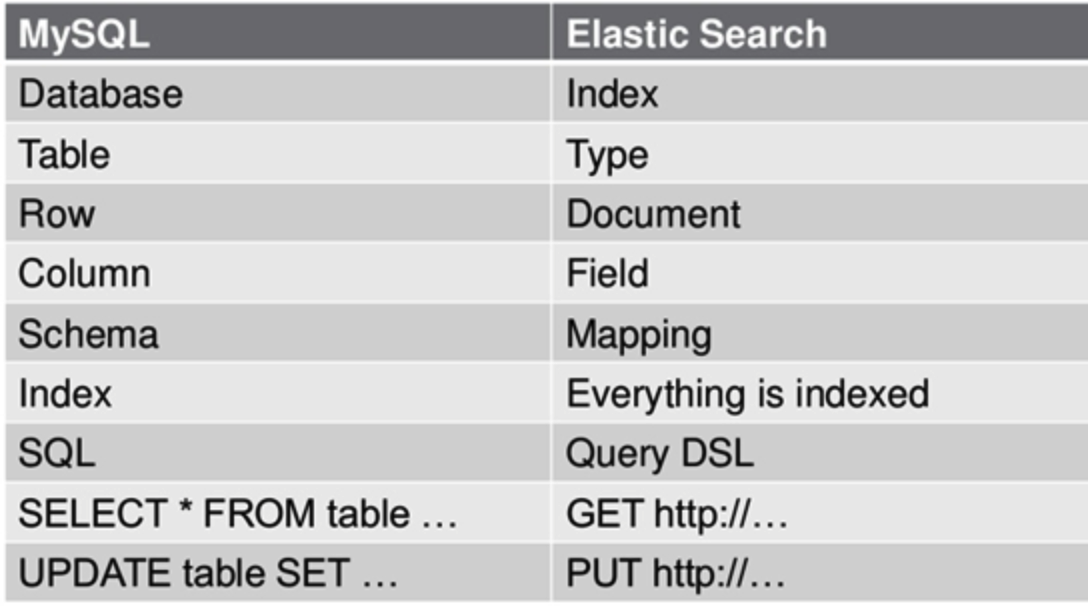 MySQL Elastic Search
Database Index
Table Type
Row Document
Column Field
Schema Mapping
Index Everything is indexed
SQL Query DSL
SELECT * FROM table … GET http://…
UPDATE table SET … PUT http://…